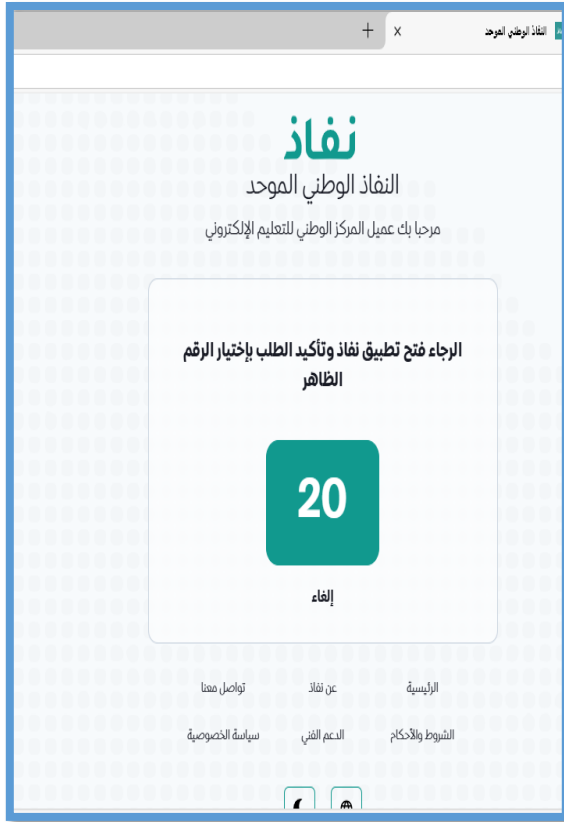 النفاذ الوطني الموحد
نفاذ
النفاذ الوطني الموحد
مرحبا بك عميل المركز الوطني للتعليم الإلكتروني
الرجاء فتح تطبيق نفاذ وتأكيد الطلب بإختيار الرقم
الظاهر
20
إلغاء
الرئيسية عن نفاذ تواصل معنا
الشروط والأحكام الدعم الفني سياسة الخصوصية